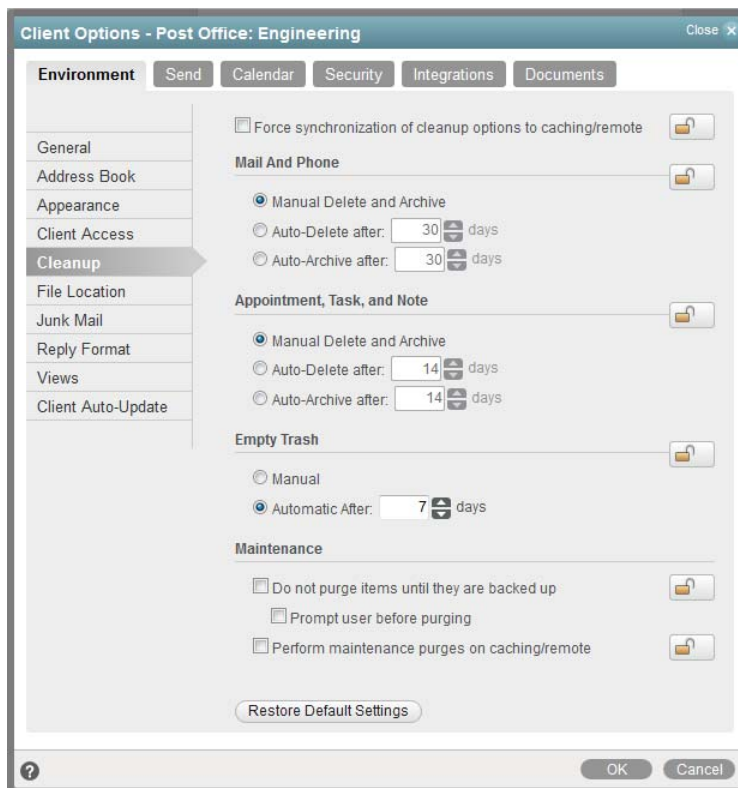 Client Options - Post Office: Engineering Close
Environment Send Calendar Security Integrations Documents
General
Address Book
Appearance
Client Access
Cleanup
File Location
Junk Mail
Reply Format
Views
Client Auto-Update
Force synchronization of cleanup options to caching/remote
Mail And Phone
Manual Delete and Archive
Auto-Delete after: 30 days
Auto-Archive after: 30 days
Appointment, Task, and Note
Manual Delete and Archive
Auto-Delete after: 14 days
Auto-Archive after: 14 days
Empty Trash
Manual
Automatic After: 7 days
Maintenance
Do not purge items until they are backed up
Prompt user before purging
Perform maintenance purges on caching/remote
Restore Default Settings
? OK Cancel